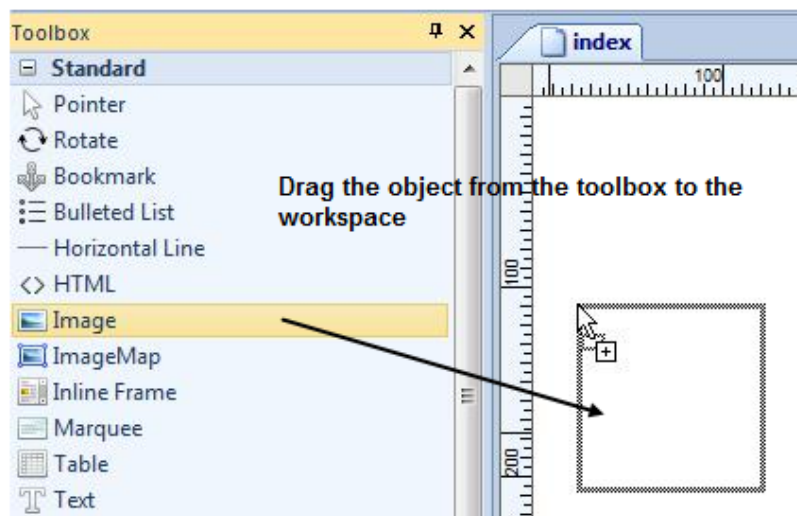 Toolbox
index
Standard
100
Pointer
Rotate
Bookmark
Drag the object from the toolbox to the
workspace
Bulleted List
Horizontal Line
100
HTML
Image
ImageMap
Inline Frame
Marquee
Table
200
Text